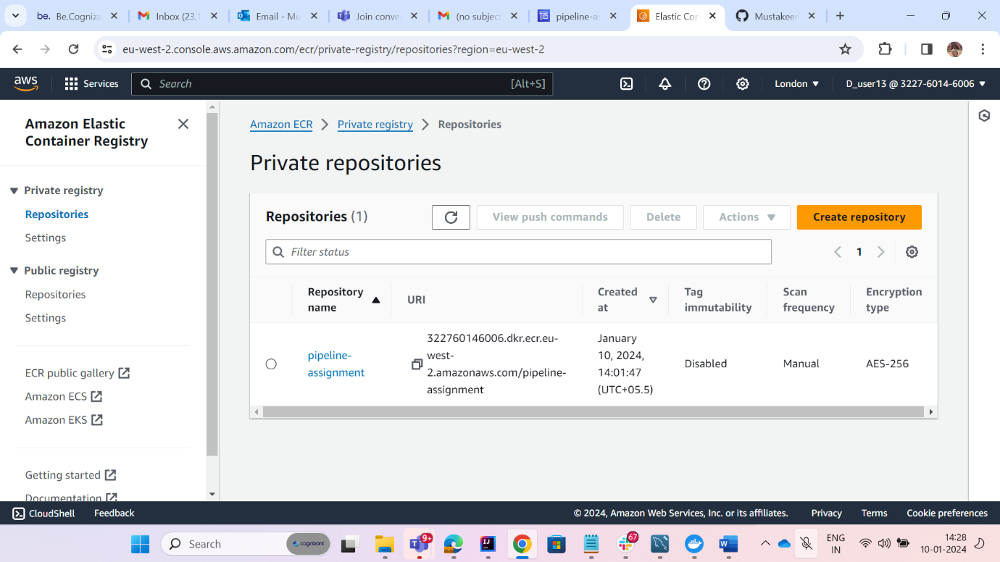 be. Be.Cogniza
Inbox (23,1
Email - Mu
Join conve
(no subject
pipeline-as
Elastic Con
Mustakeer
eu-west-2.console.aws.amazon.com/ecr/private-registry/repositories?region=eu-west-2
aws
Services
Search
[Alt+S]
London
D_user13 @ 3227-6014-6006
Amazon Elastic
Container Registry
Private registry
Repositories
Settings
Public registry
Repositories
Settings
ECR public gallery
Amazon ECS
Amazon EKS
Getting started
Documentation
Amazon ECR
Private registry
Repositories
Private repositories
Repositories (1)
View push commands
Delete
Actions
Create repository
Filter status
1
Repository
name
URI
Created
at
Tag
immutability
Scan
frequency
Encryption
type
pipeline-
assignment
322760146006.dkr.ecr.eu-
west-
2.amazonaws.com/pipeline-
assignment
January
10, 2024,
14:01:47
(UTC+05.5)
Disabled
Manual
AES-256
CloudShell
Feedback
© 2024, Amazon Web Services, Inc. or its affiliates.
Privacy
Terms
Cookie preferences
Search
cognizant
9+
67
ENG
IN
14:28
10-01-2024